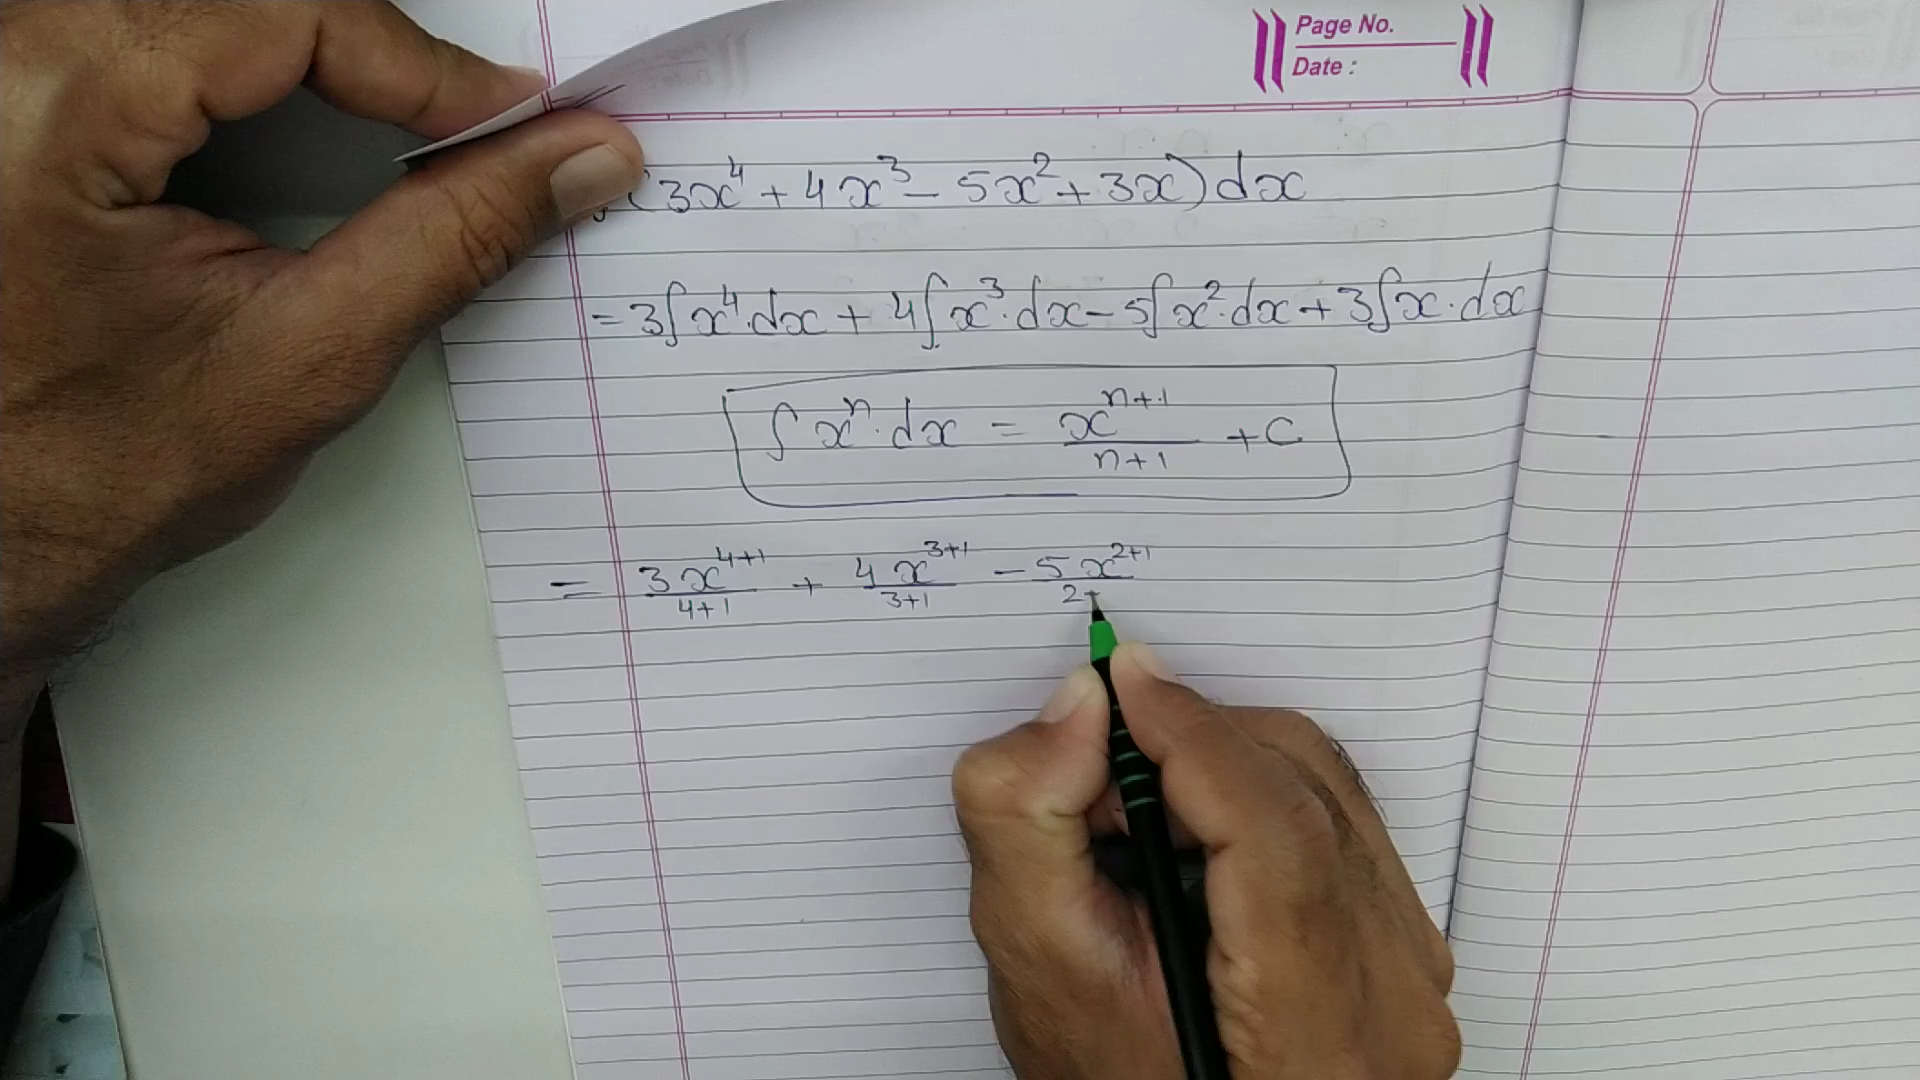 Page No.
Date :
(3x⁴ + 4x³ - 5x² + 3x) dx
= 3∫x⁴.dx + 4∫x³.dx - 5∫x².dx + 3∫x.dx
∫xⁿ.dx = xⁿ⁺¹/n+1 + C
= 3x⁴⁺¹/4+1 + 4x³⁺¹/3+1 - 5x²⁺¹/2+